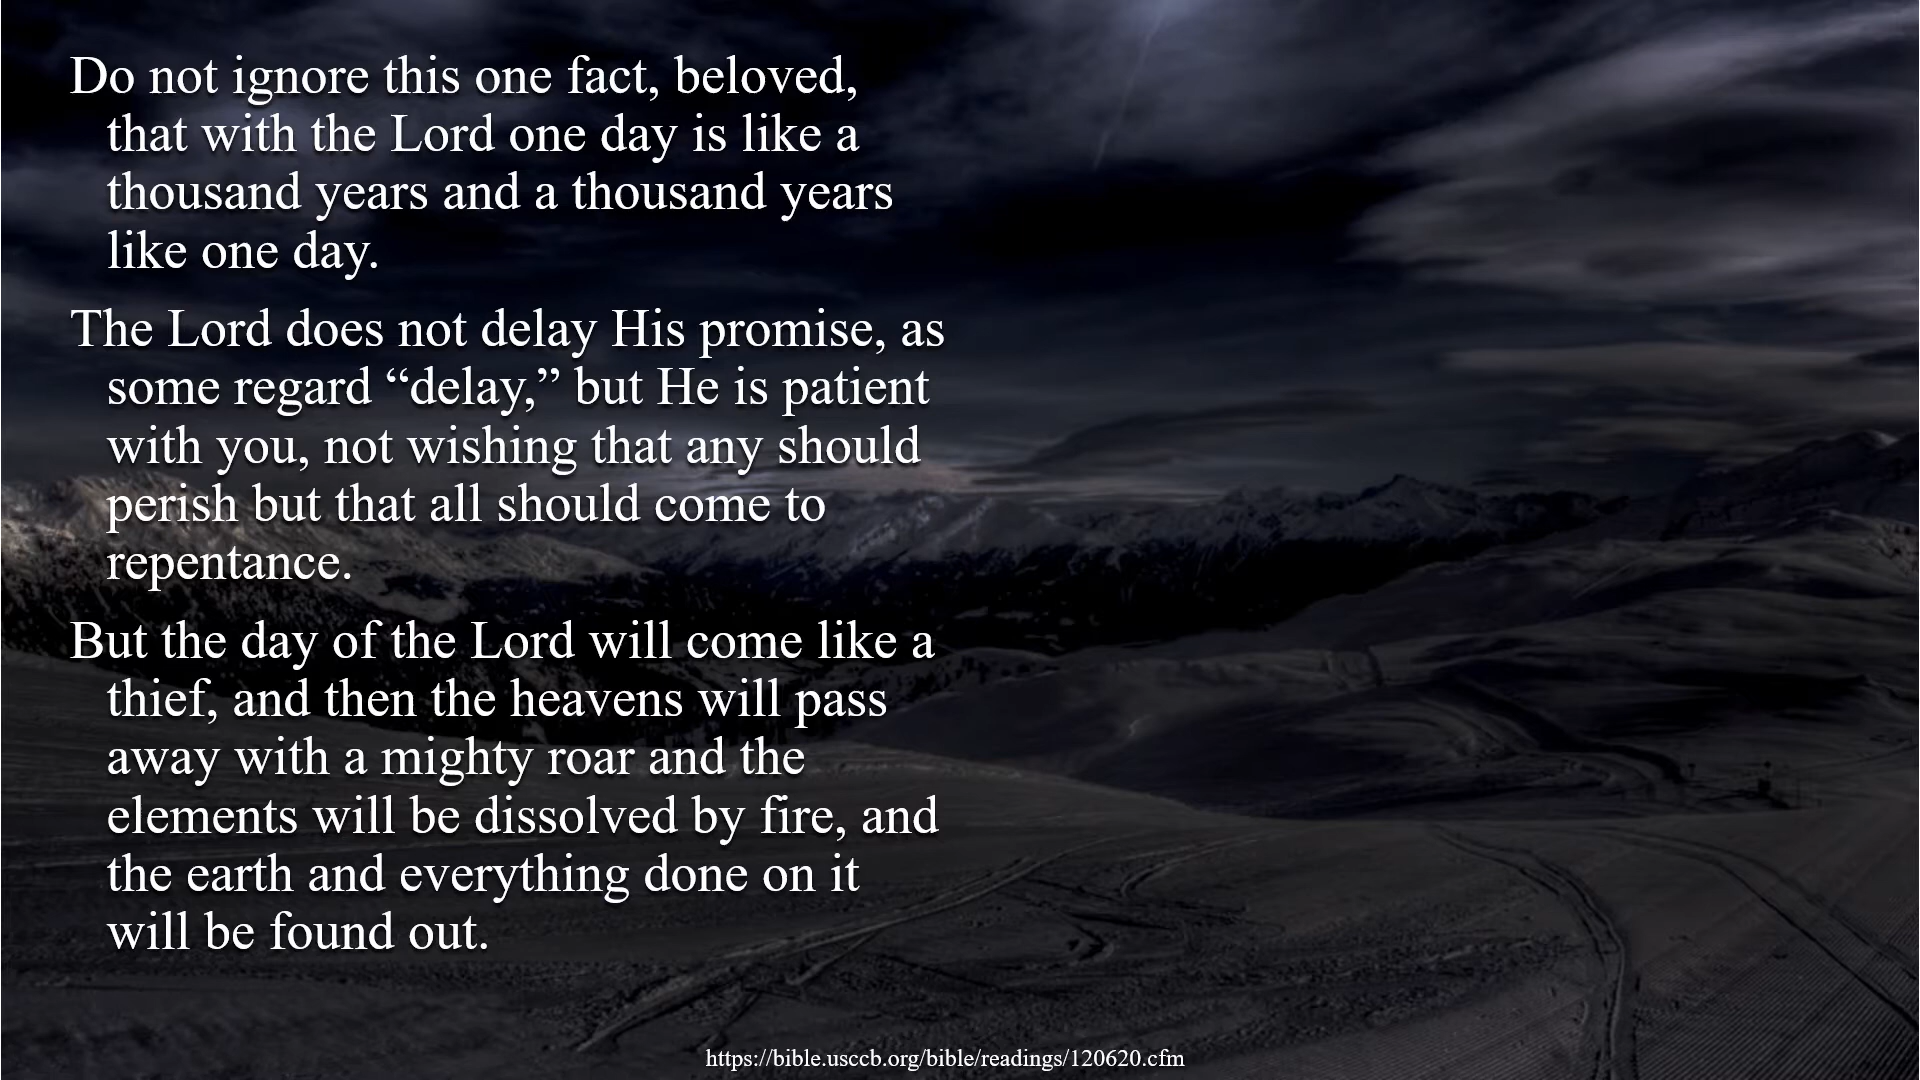 Do not ignore this one fact, beloved,
that with the Lord one day is like a
thousand years and a thousand years
like one day.
The Lord does not delay His promise, as
some regard “delay,” but He is patient
with you, not wishing that any should
perish but that all should come to
repentance.
But the day of the Lord will come like a
thief, and then the heavens will pass
away with a mighty roar and the
elements will be dissolved by fire, and
the earth and everything done on it
will be found out.
https://bible.usccb.org/bible/readings/120620.cfm